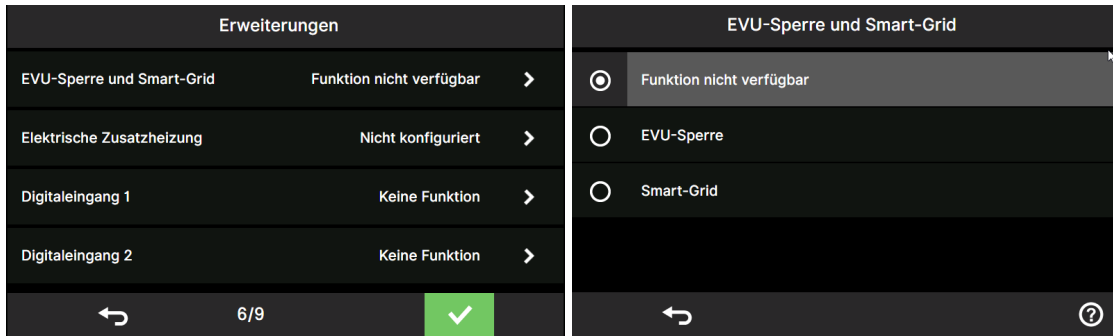 Erweiterungen
EVU-Sperre und Smart-Grid Funktion nicht verfügbar
Elektrische Zusatzheizung Nicht konfiguriert
Digitaleingang 1 Keine Funktion
Digitaleingang 2 Keine Funktion
6/9
EVU-Sperre und Smart-Grid
Funktion nicht verfügbar
EVU-Sperre
Smart-Grid
?